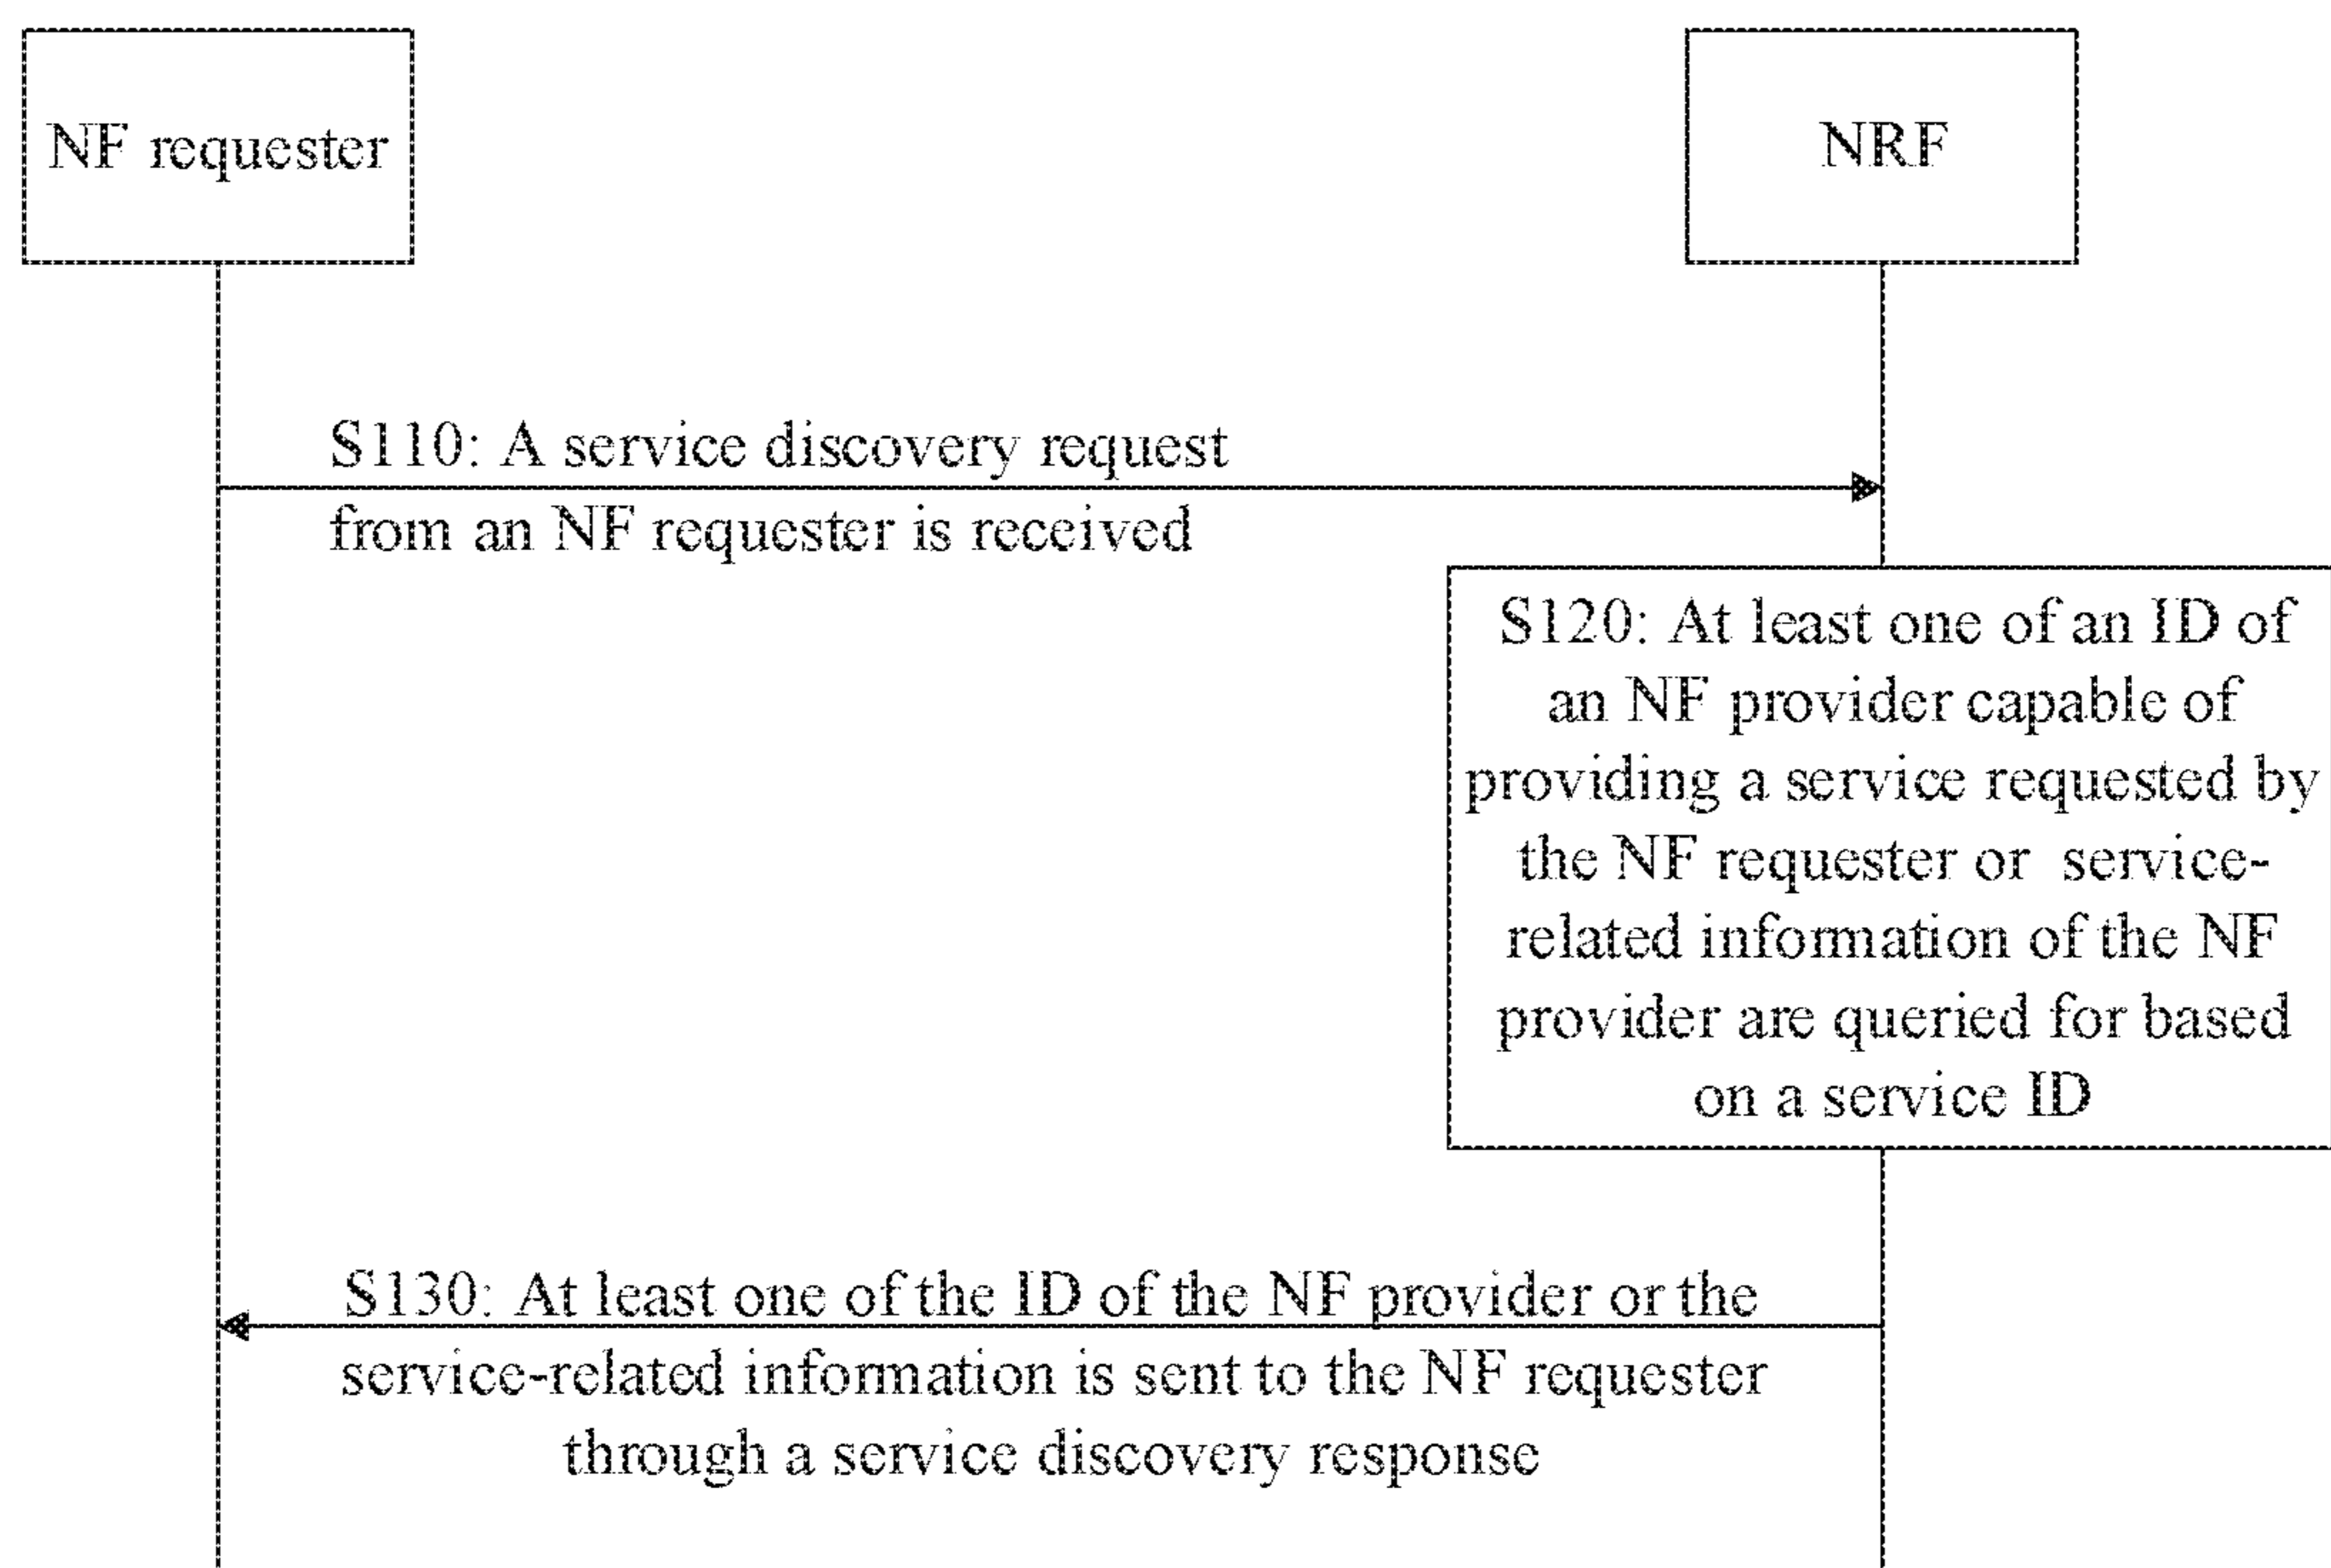 NF requester
NRF
S110: A service discovery request
from an NF requester is received
S120: At least one of an ID of
an NF provider capable of
providing a service requested by
the NF requester or service-
related information of the NF
provider are queried for based
on a service ID
S130: At least one of the ID of the NF provider or the
service-related information is sent to the NF requester
through a service discovery response